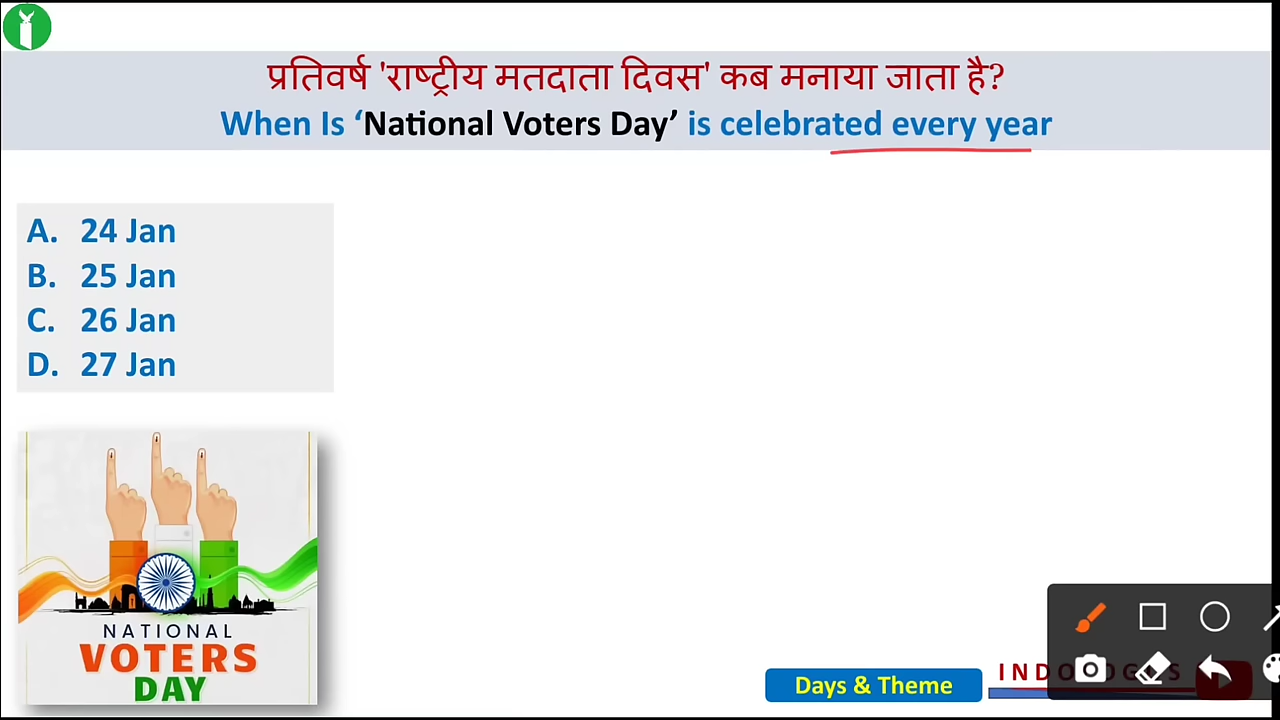 प्रतिवर्ष 'राष्ट्रीय मतदाता दिवस' कब मनाया जाता है?
When Is ‘National Voters Day’ is celebrated every year
A. 24 Jan
B. 25 Jan
C. 26 Jan
D. 27 Jan
NATIONAL
VOTERS
DAY
Days & Theme